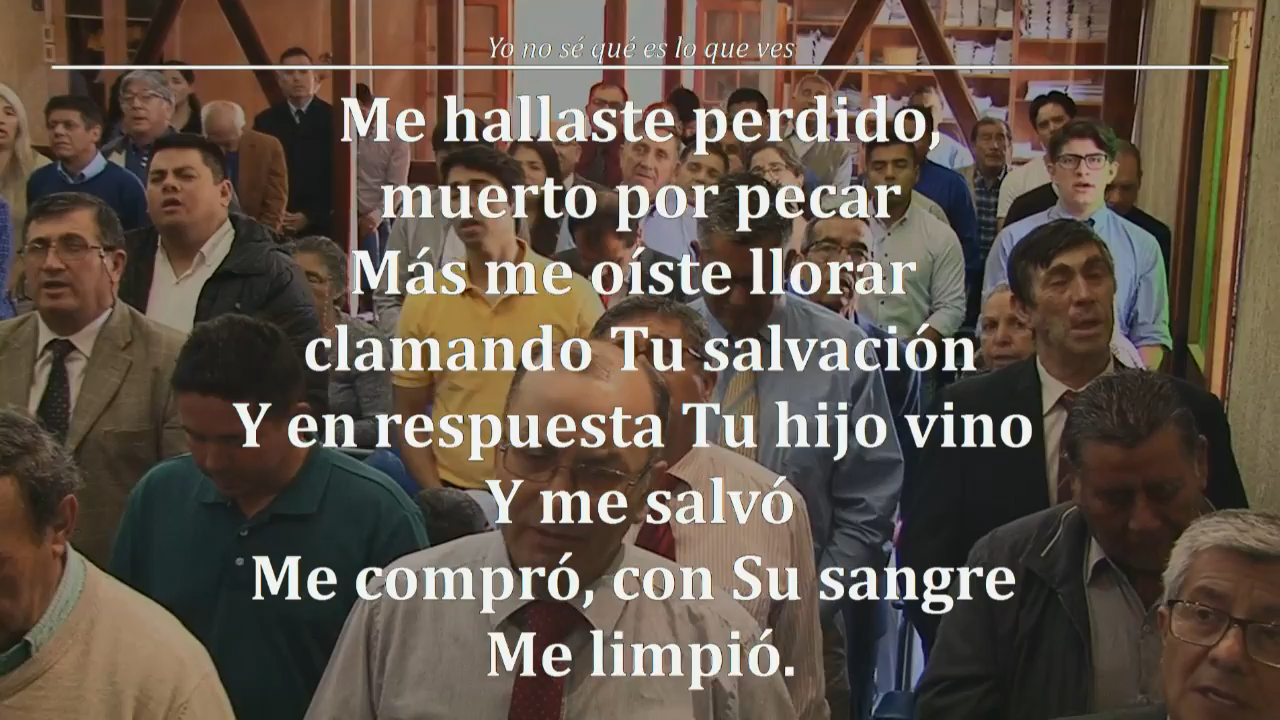 Yo no sé qué es lo que ves
Me hallaste perdido,
muerto por pecar
Más me oíste llorar
clamando Tu salvación
Y en respuesta Tu hijo vino
Y me salvó
Me compró, con Su sangre
Me limpió.